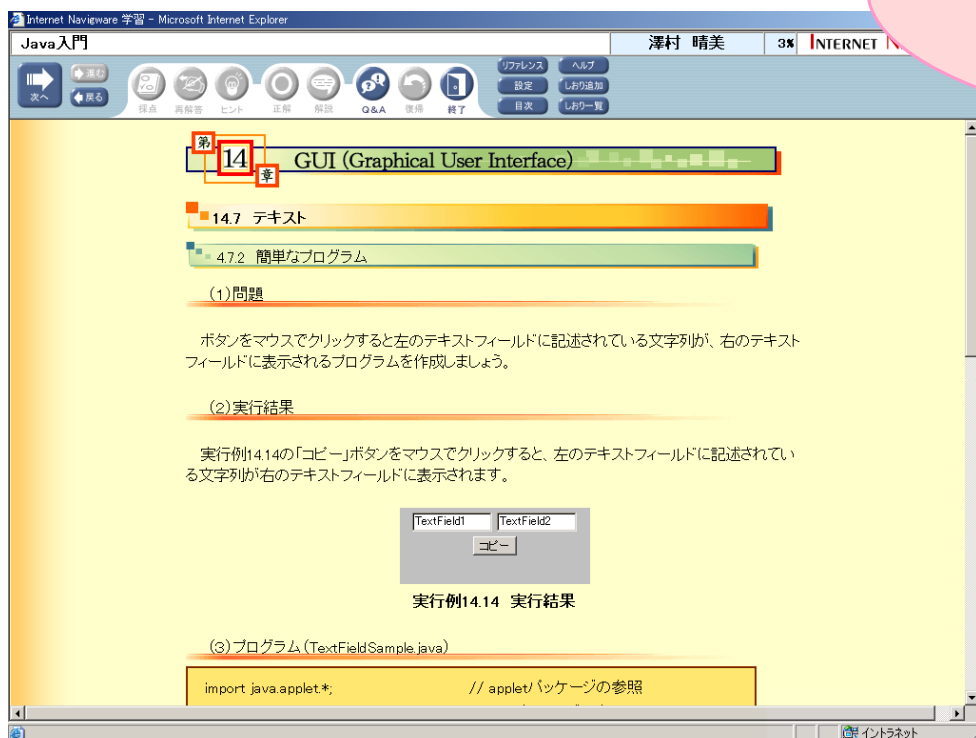 Internet Navigware 学習 - Microsoft Internet Explorer
Java入門 澤村 晴美 3% INTERNET
次へ 進む 戻る 採点 再解答 ヒント 正解 解説 Q&A 復帰 終了 リファレンス ヘルプ
設定 しおり追加
目次 しおり一覧
第14章 GUI (Graphical User Interface)
14.7 テキスト
4.7.2 簡単なプログラム
(1)問題
ボタンをマウスでクリックすると左のテキストフィールドに記述されている文字列が、右のテキスト
フィールドに表示されるプログラムを作成しましょう。
(2)実行結果
実行例14.14の「コピー」ボタンをマウスでクリックすると、左のテキストフィールドに記述されてい
る文字列が右のテキストフィールドに表示されます。
TextField1 TextField2
コピー
実行例14.14 実行結果
(3)プログラム(TextFieldSample.java)
import java.applet.*; // appletパッケージの参照
イントラネット